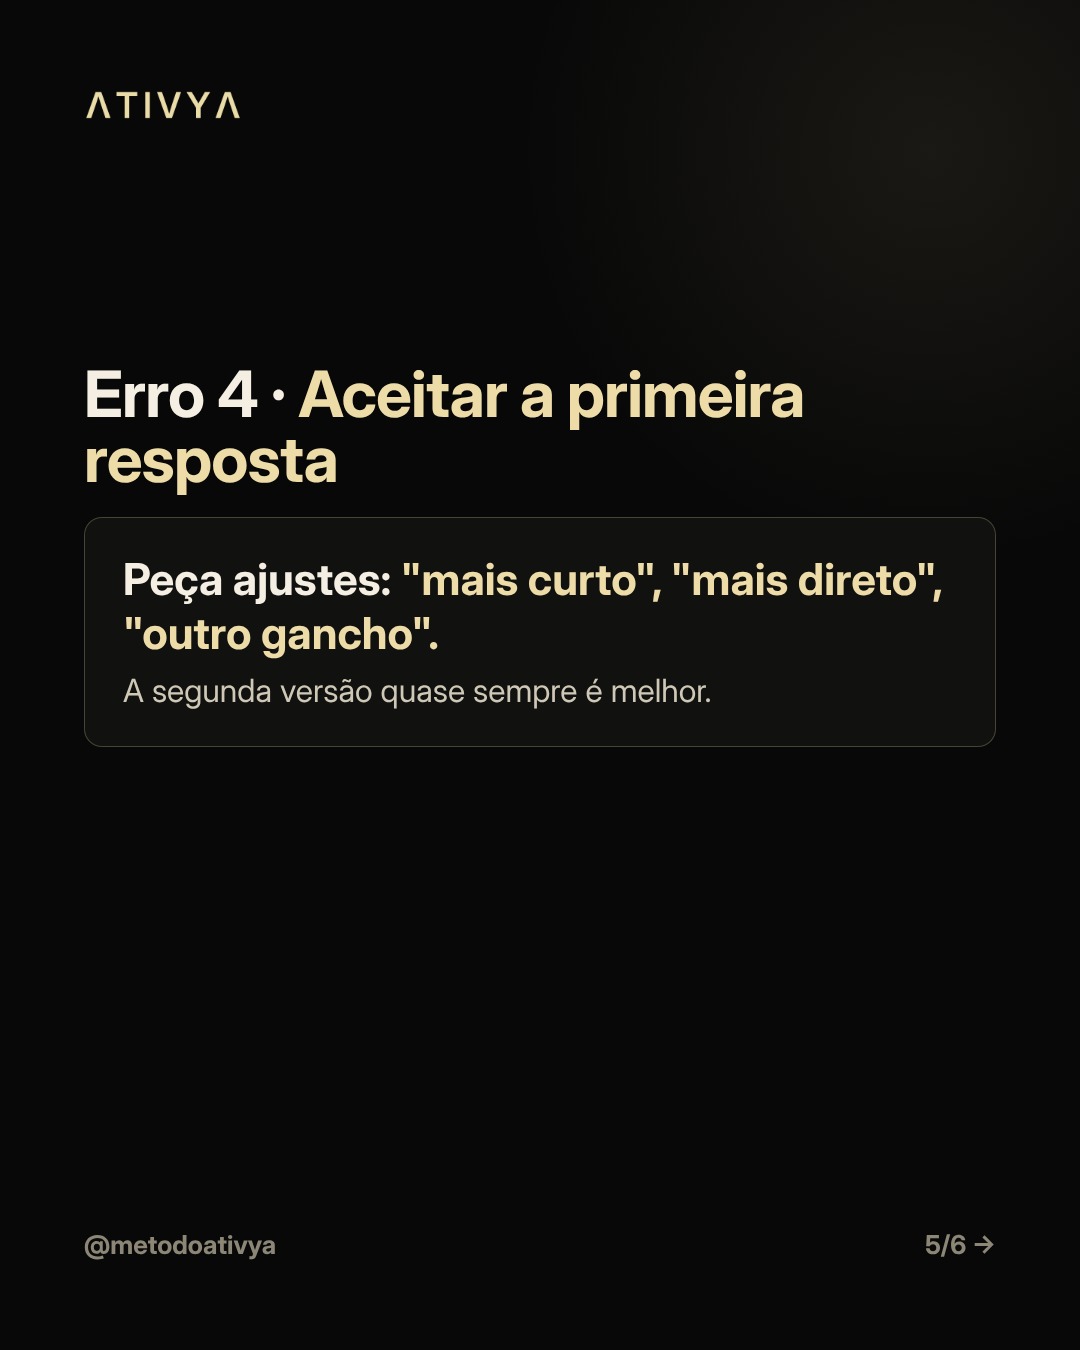 ATIVYA
Erro 4 · Aceitar a primeira
resposta
Peça ajustes: "mais curto", "mais direto",
"outro gancho".
A segunda versão quase sempre é melhor.
@metodoativya
5/6 →